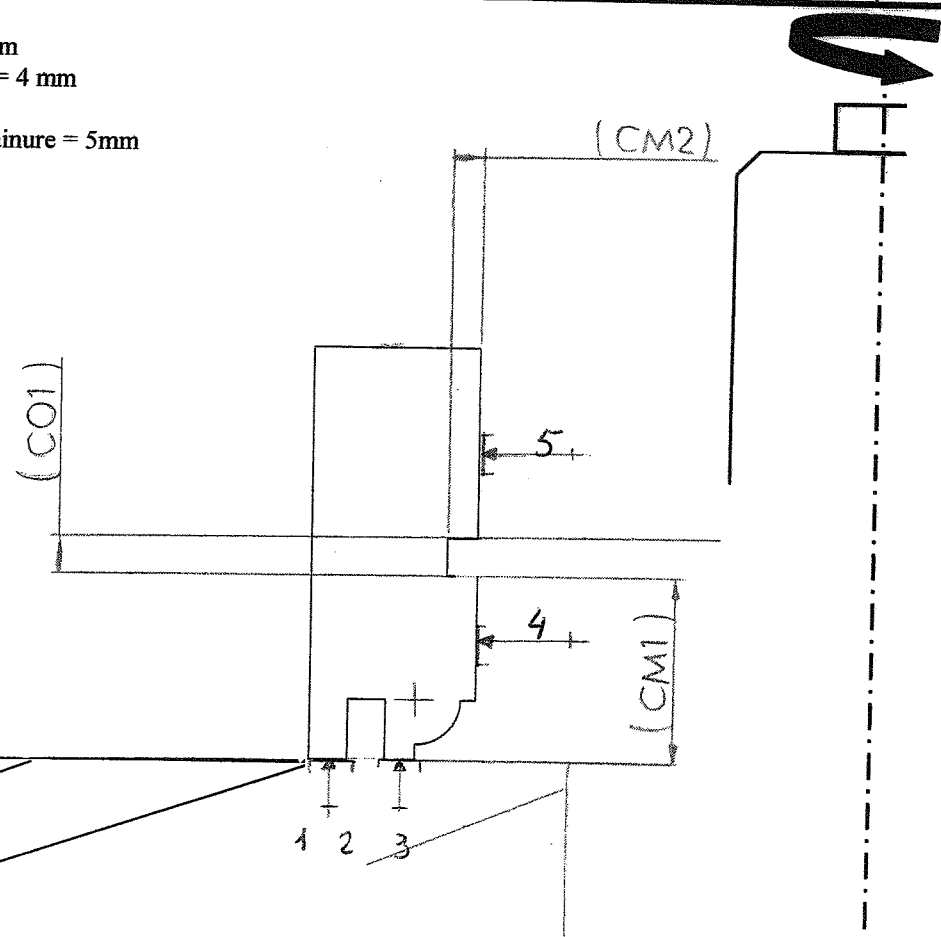 m
= 4 mm
inure = 5mm
(CM2)
(CO1)
5
4
(CM1)
1 2 3